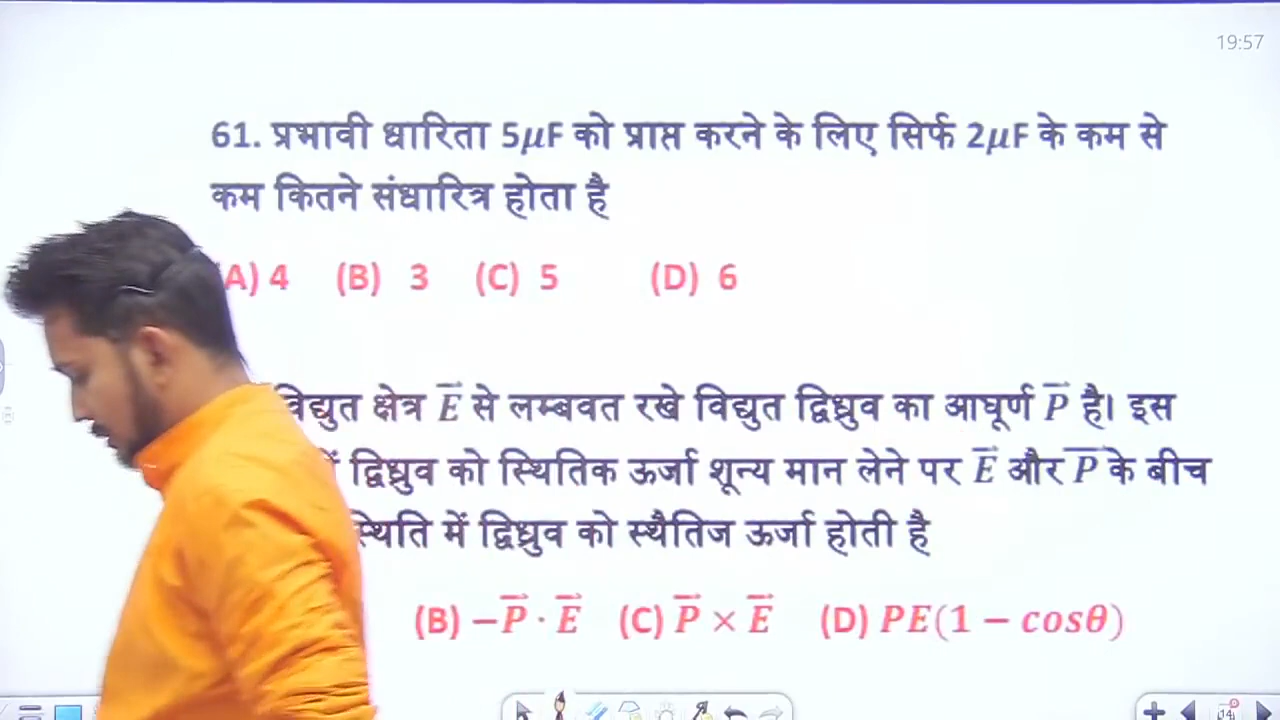 19:57
61. प्रभावी धारिता 5μF को प्राप्त करने के लिए सिर्फ 2μF के कम से
कम कितने संधारित्र होता है
A) 4 (B) 3 (C) 5 (D) 6
विद्युत क्षेत्र E⃗ से लम्बवत रखे विद्युत द्विध्रुव का आघूर्ण P⃗ है। इस
में द्विध्रुव को स्थितिक ऊर्जा शून्य मान लेने पर E⃗ और P⃗ के बीच
स्थिति में द्विध्रुव को स्थैतिज ऊर्जा होती है
(B) −P⃗ · E⃗ (C) P⃗ × E⃗ (D) PE(1 − cosθ)
14